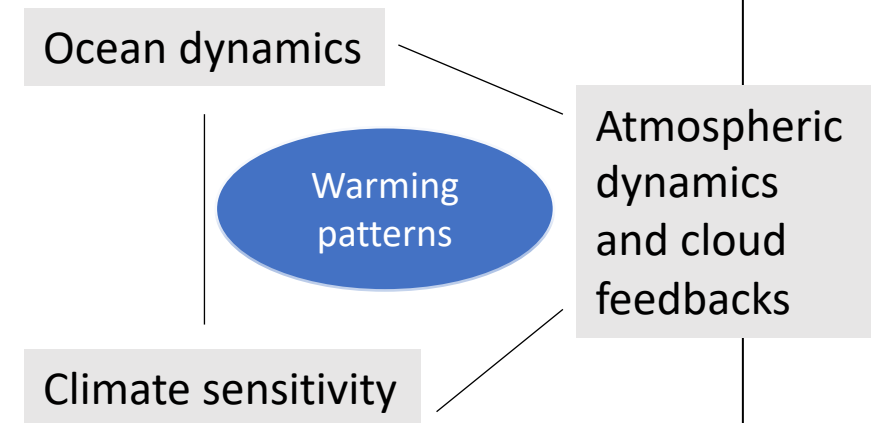 Ocean dynamics
Warming
patterns
Atmospheric
dynamics
and cloud
feedbacks
Climate sensitivity